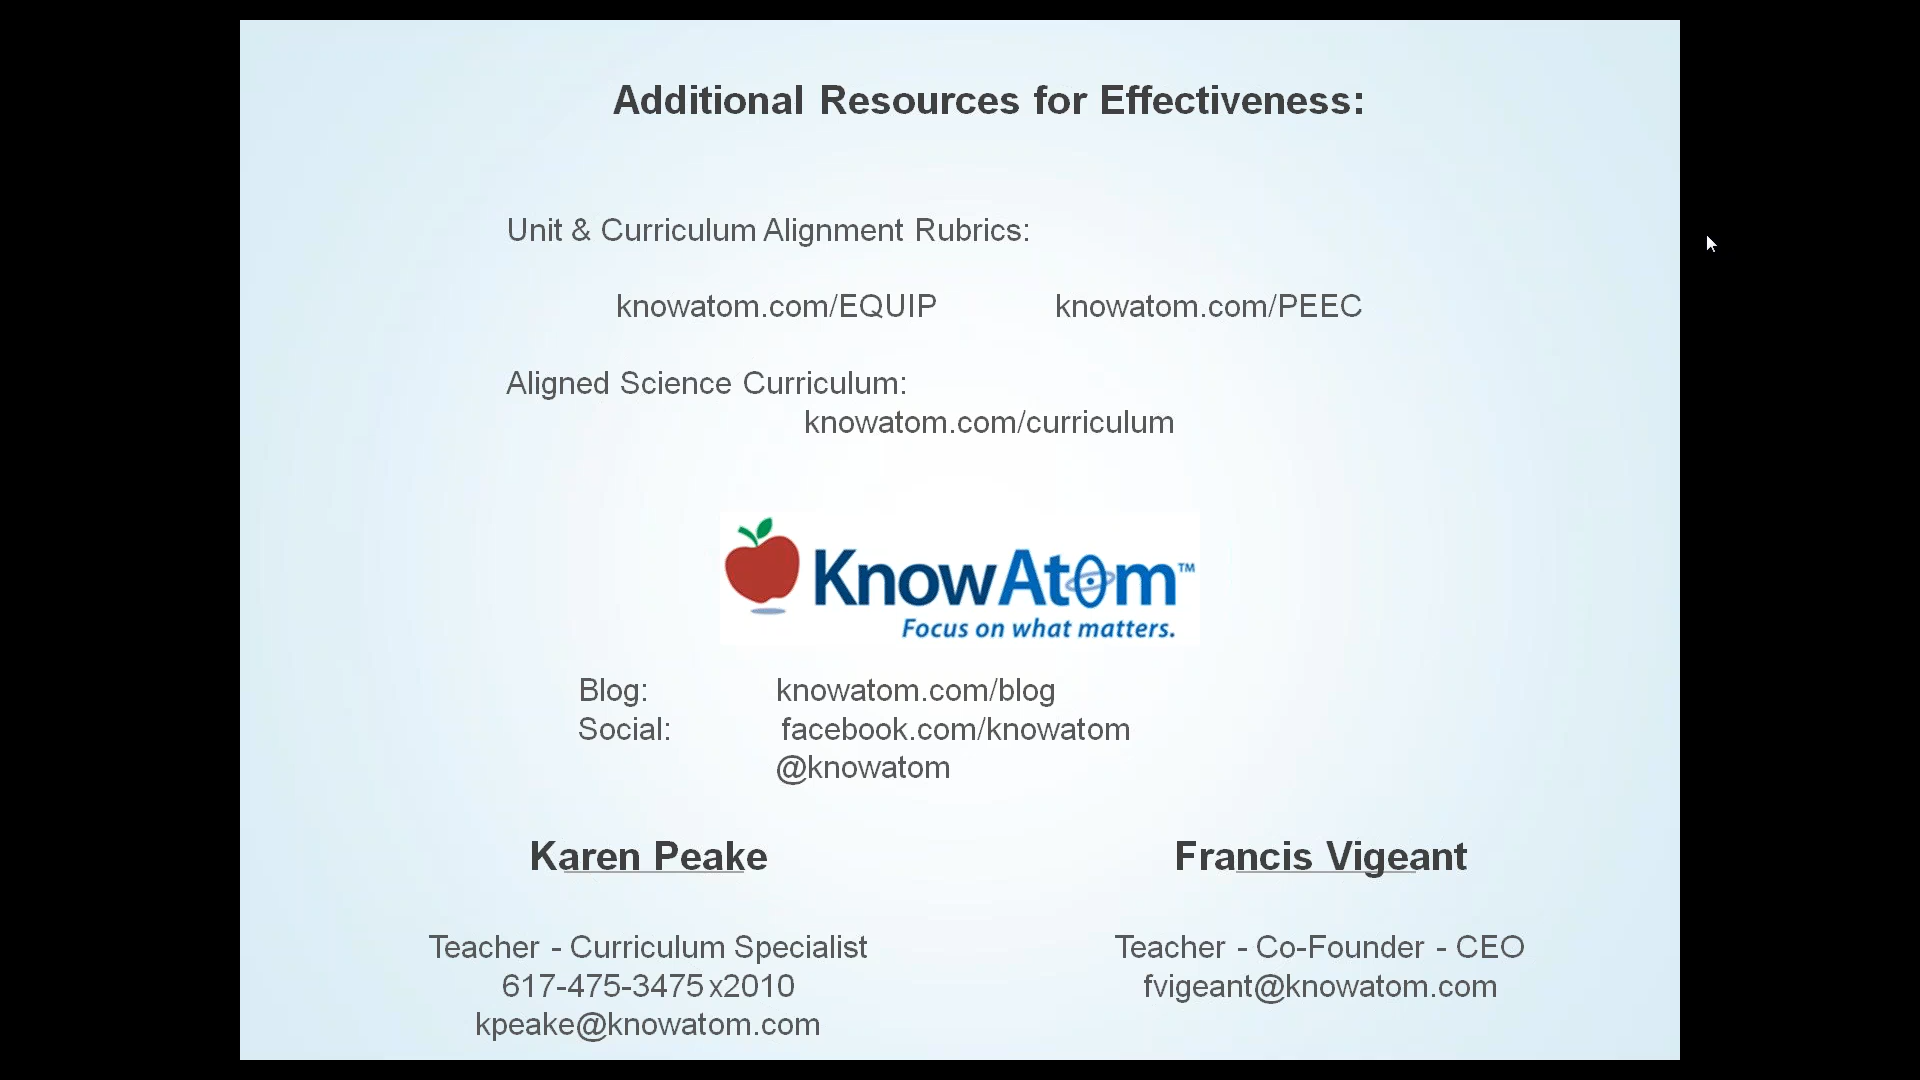 Additional Resources for Effectiveness:
Unit & Curriculum Alignment Rubrics:
knowatom.com/EQUIP knowatom.com/PEEC
Aligned Science Curriculum:
knowatom.com/curriculum
KnowAtom™
Focus on what matters.
Blog: knowatom.com/blog
Social: facebook.com/knowatom
@knowatom
Karen Peake
Teacher - Curriculum Specialist
617-475-3475 x2010
kpeake@knowatom.com
Francis Vigeant
Teacher - Co-Founder - CEO
fvigeant@knowatom.com